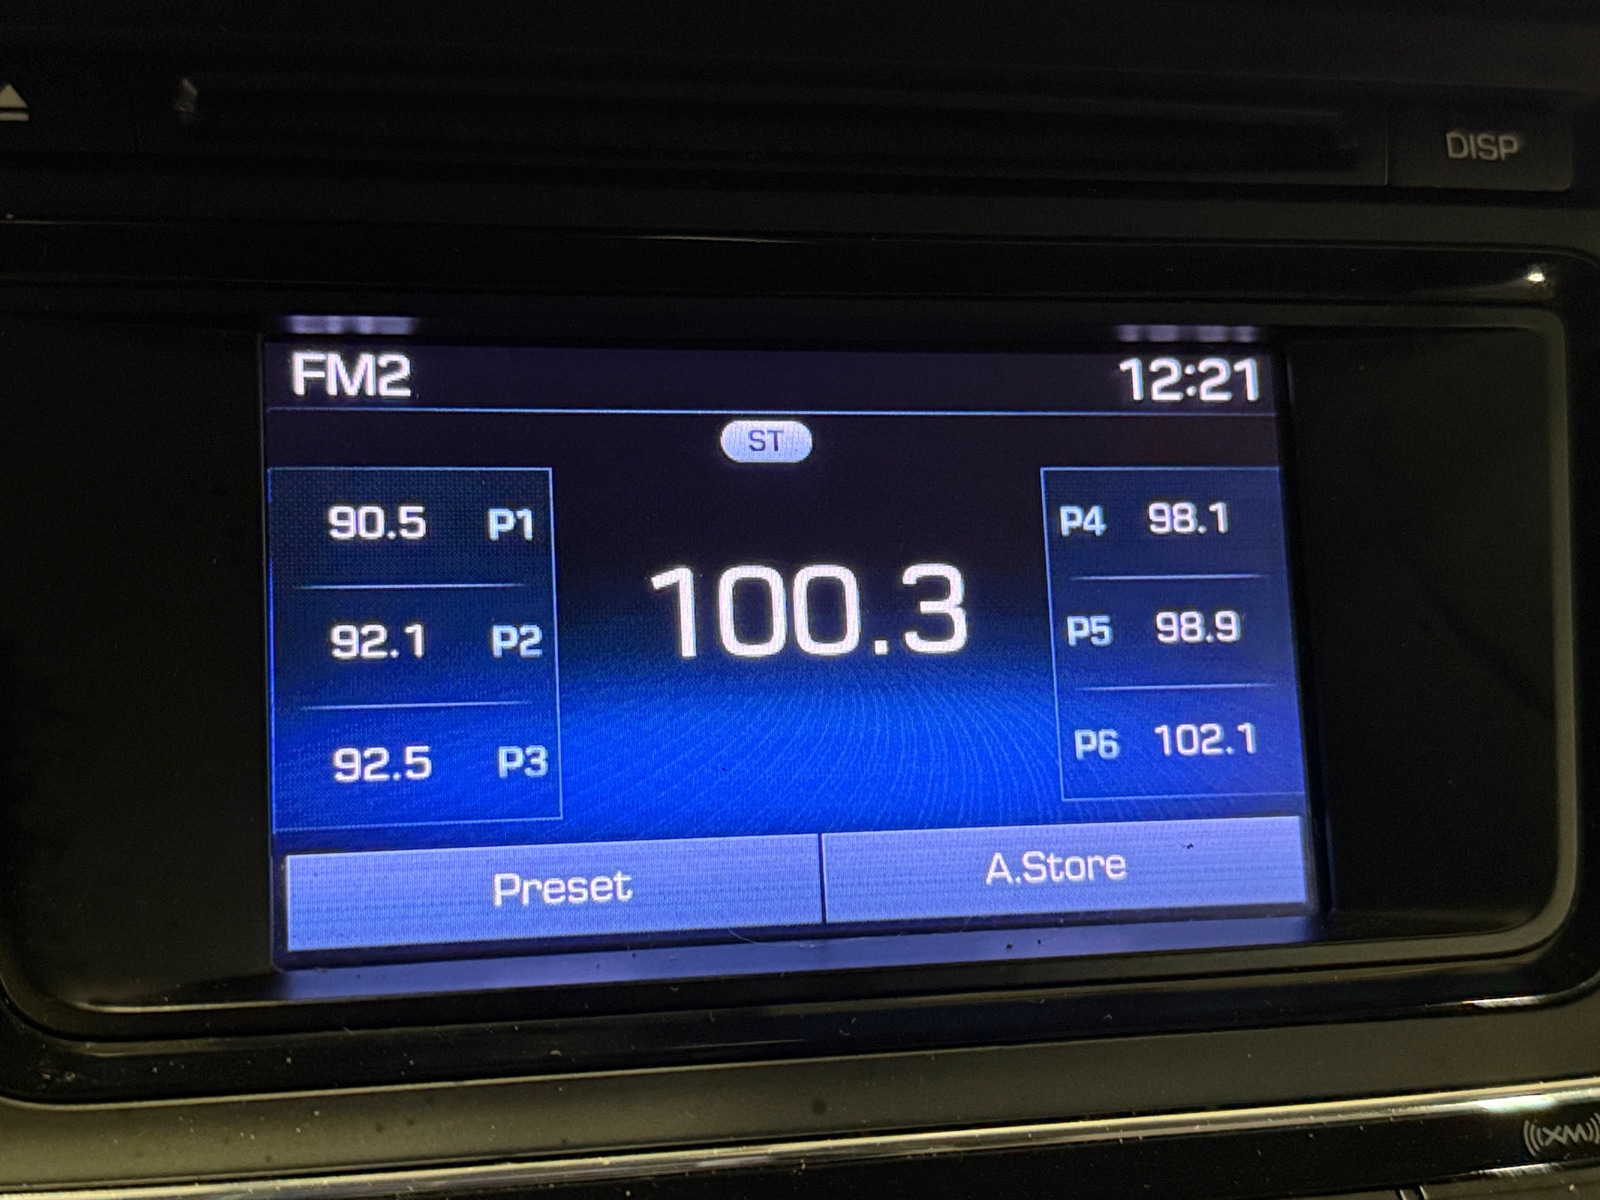 DISP
FM2 12:21
ST
90.5 P1
92.1 P2
92.5 P3
100.3
P4 98.1
P5 98.9
P6 102.1
Preset A.Store
XM